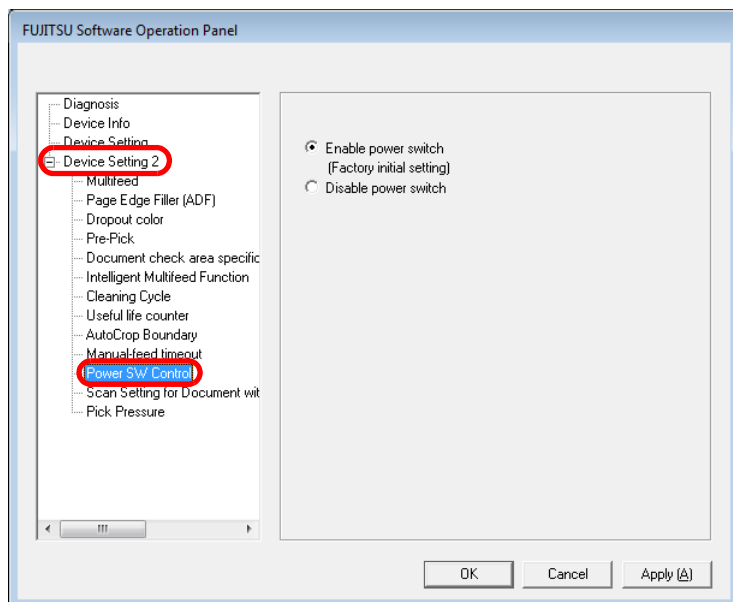 FUJITSU Software Operation Panel
Diagnosis
Device Info
Device Setting
Device Setting 2
Multifeed
Page Edge Filler (ADF)
Dropout color
Pre-Pick
Document check area specific
Intelligent Multifeed Function
Cleaning Cycle
Useful life counter
AutoCrop Boundary
Manual-feed timeout
Power SW Control
Scan Setting for Document wit
Pick Pressure
Enable power switch
(Factory initial setting)
Disable power switch
OK
Cancel
Apply (A)